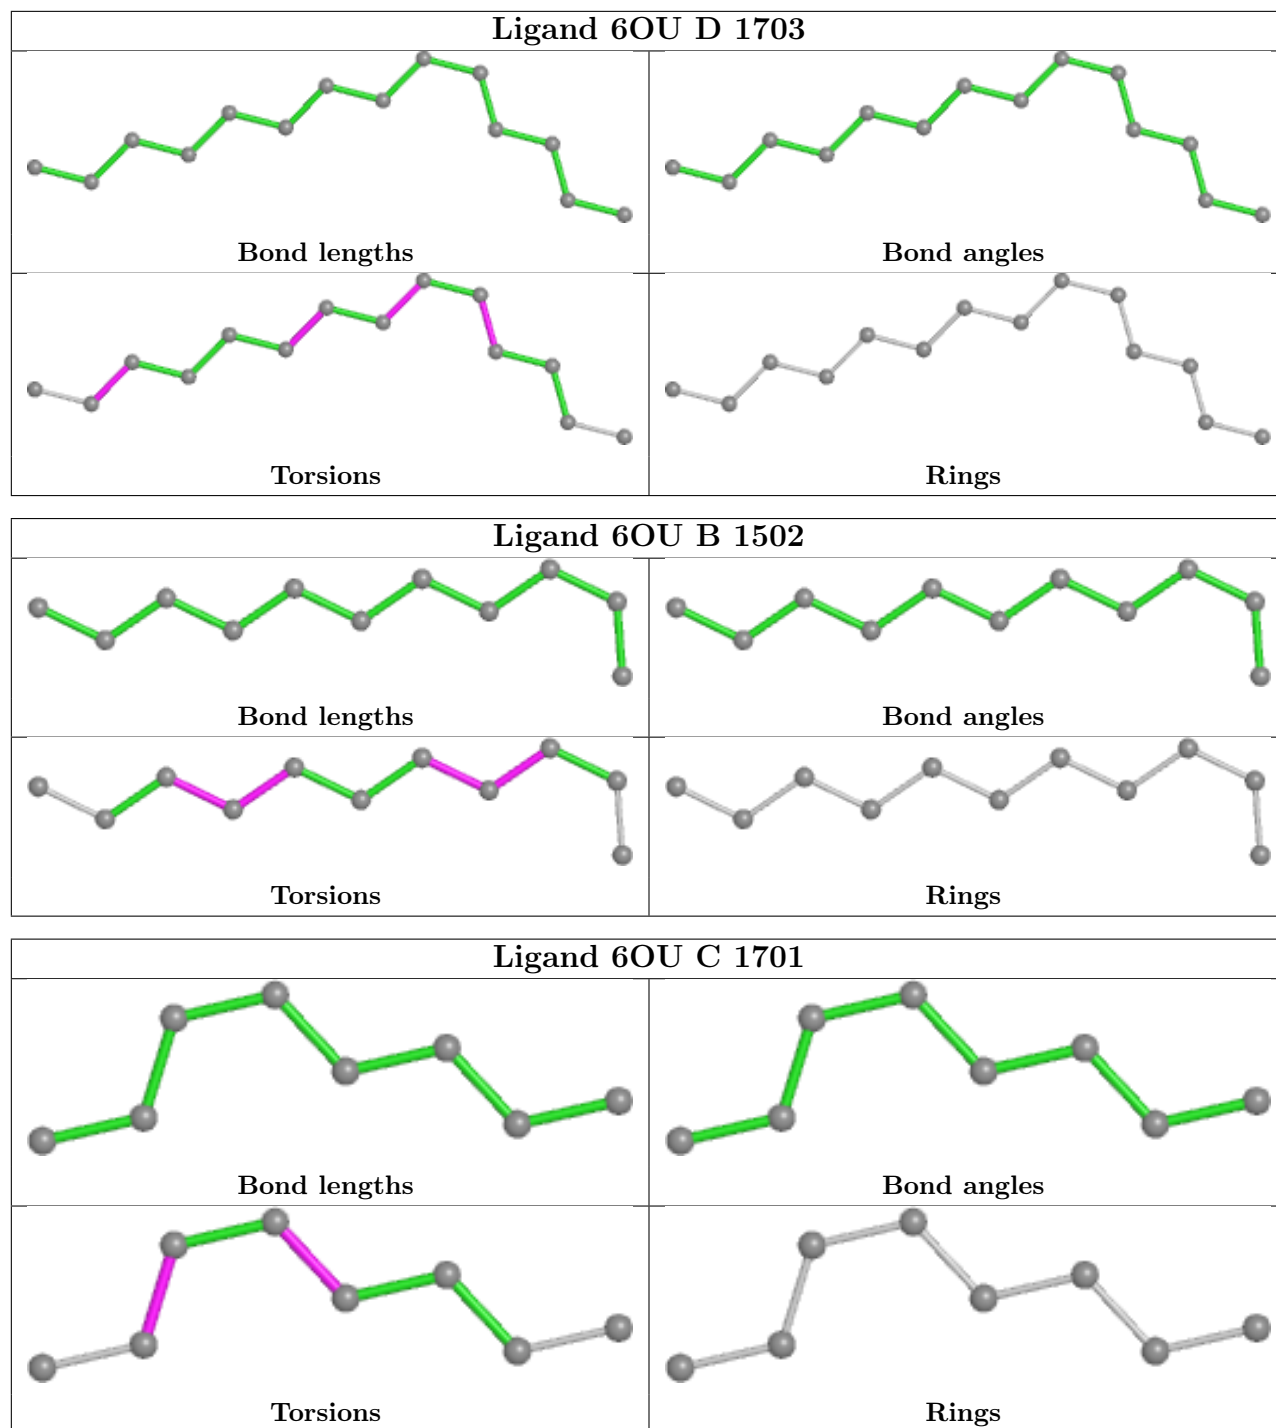 Ligand 6OU D 1703
Bond lengths
Bond angles
Torsions
Rings
Ligand 6OU B 1502
Bond lengths
Bond angles
Torsions
Rings
Ligand 6OU C 1701
Bond lengths
Bond angles
Torsions
Rings